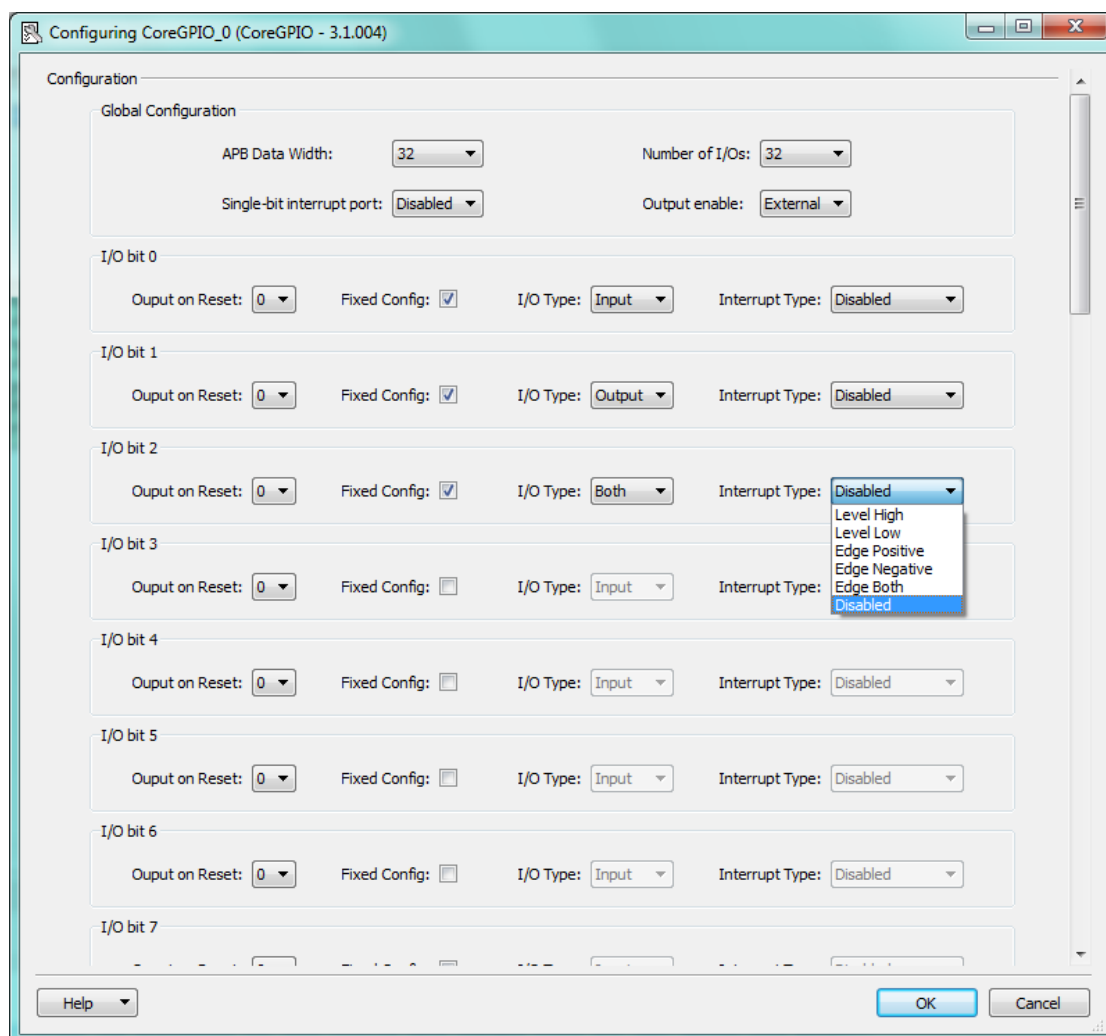 Configuring CoreGPIO_0 (CoreGPIO - 3.1.004)
Configuration
Global Configuration
APB Data Width: 32 Number of I/Os: 32
Single-bit interrupt port: Disabled Output enable: External
I/O bit 0
Ouput on Reset: 0 Fixed Config: I/O Type: Input Interrupt Type: Disabled
I/O bit 1
Ouput on Reset: 0 Fixed Config: I/O Type: Output Interrupt Type: Disabled
I/O bit 2
Ouput on Reset: 0 Fixed Config: I/O Type: Both Interrupt Type: Disabled
Level High
Level Low
Edge Positive
Edge Negative
Edge Both
Disabled
I/O bit 3
Ouput on Reset: 0 Fixed Config: I/O Type: Input Interrupt Type:
I/O bit 4
Ouput on Reset: 0 Fixed Config: I/O Type: Input Interrupt Type: Disabled
I/O bit 5
Ouput on Reset: 0 Fixed Config: I/O Type: Input Interrupt Type: Disabled
I/O bit 6
Ouput on Reset: 0 Fixed Config: I/O Type: Input Interrupt Type: Disabled
I/O bit 7
Help OK Cancel